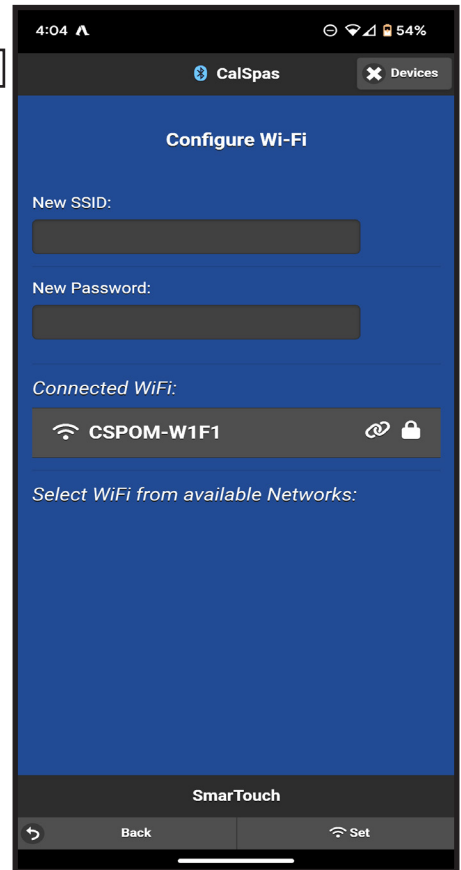 4:04 54%
CalSpas Devices
Configure Wi-Fi
New SSID:
New Password:
Connected WiFi:
CSPOM-W1F1
Select WiFi from available Networks:
SmarTouch
Back Set